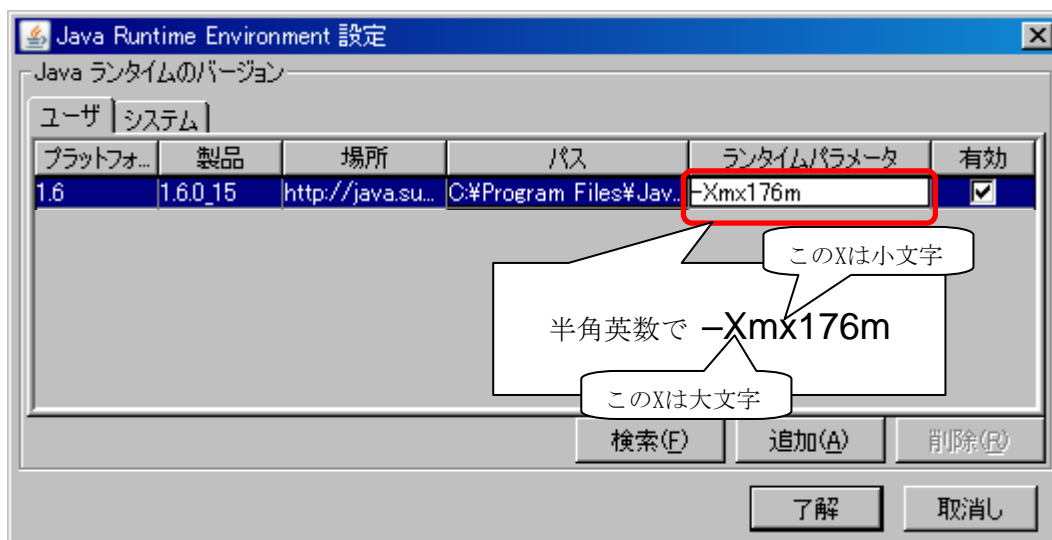 Java Runtime Environment 設定
Java ランタイムのバージョン
ユーザ システム
プラットフォ... 製品 場所 パス ランタイムパラメータ 有効
1.6 1.6.0_15 http://java.su... C:¥Program Files¥Jav... -Xmx176m
このXは小文字
半角英数で –Xmx176m
このXは大文字
検索(F) 追加(A) 削除(R)
了解 取消し